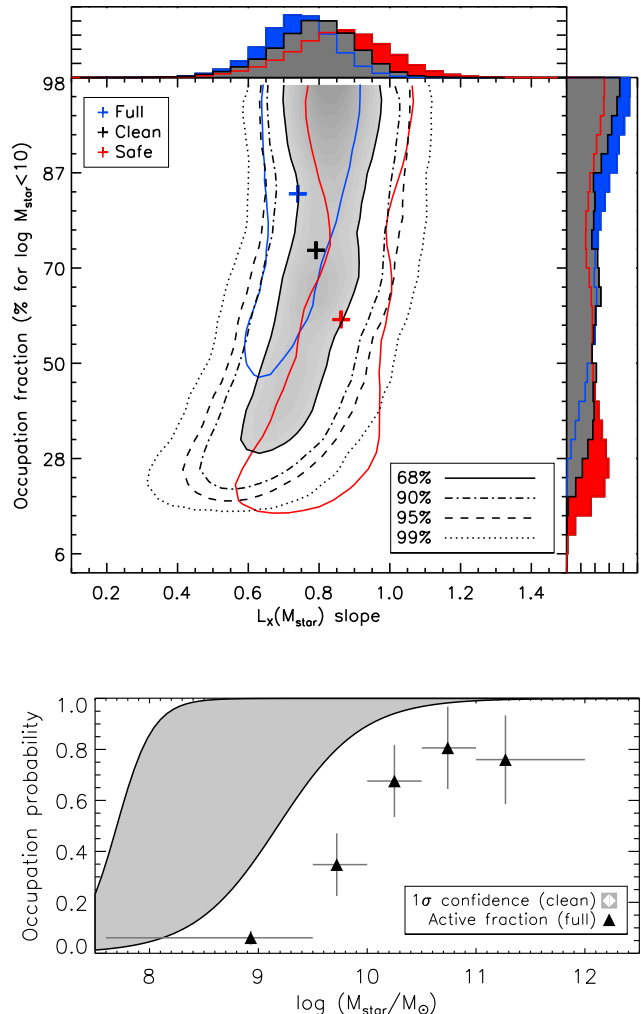 98
87
70
50
28
6
Occupation fraction (% for log M_star<10)
Full
Clean
Safe
68%
90%
95%
99%
0.2 0.4 0.6 0.8 1.0 1.2 1.4
L_X(M_star) slope
1.0
0.8
0.6
0.4
0.2
0.0
Occupation probability
1σ confidence (clean)
Active fraction (full)
8 9 10 11 12
log (M_star/M_⊙)